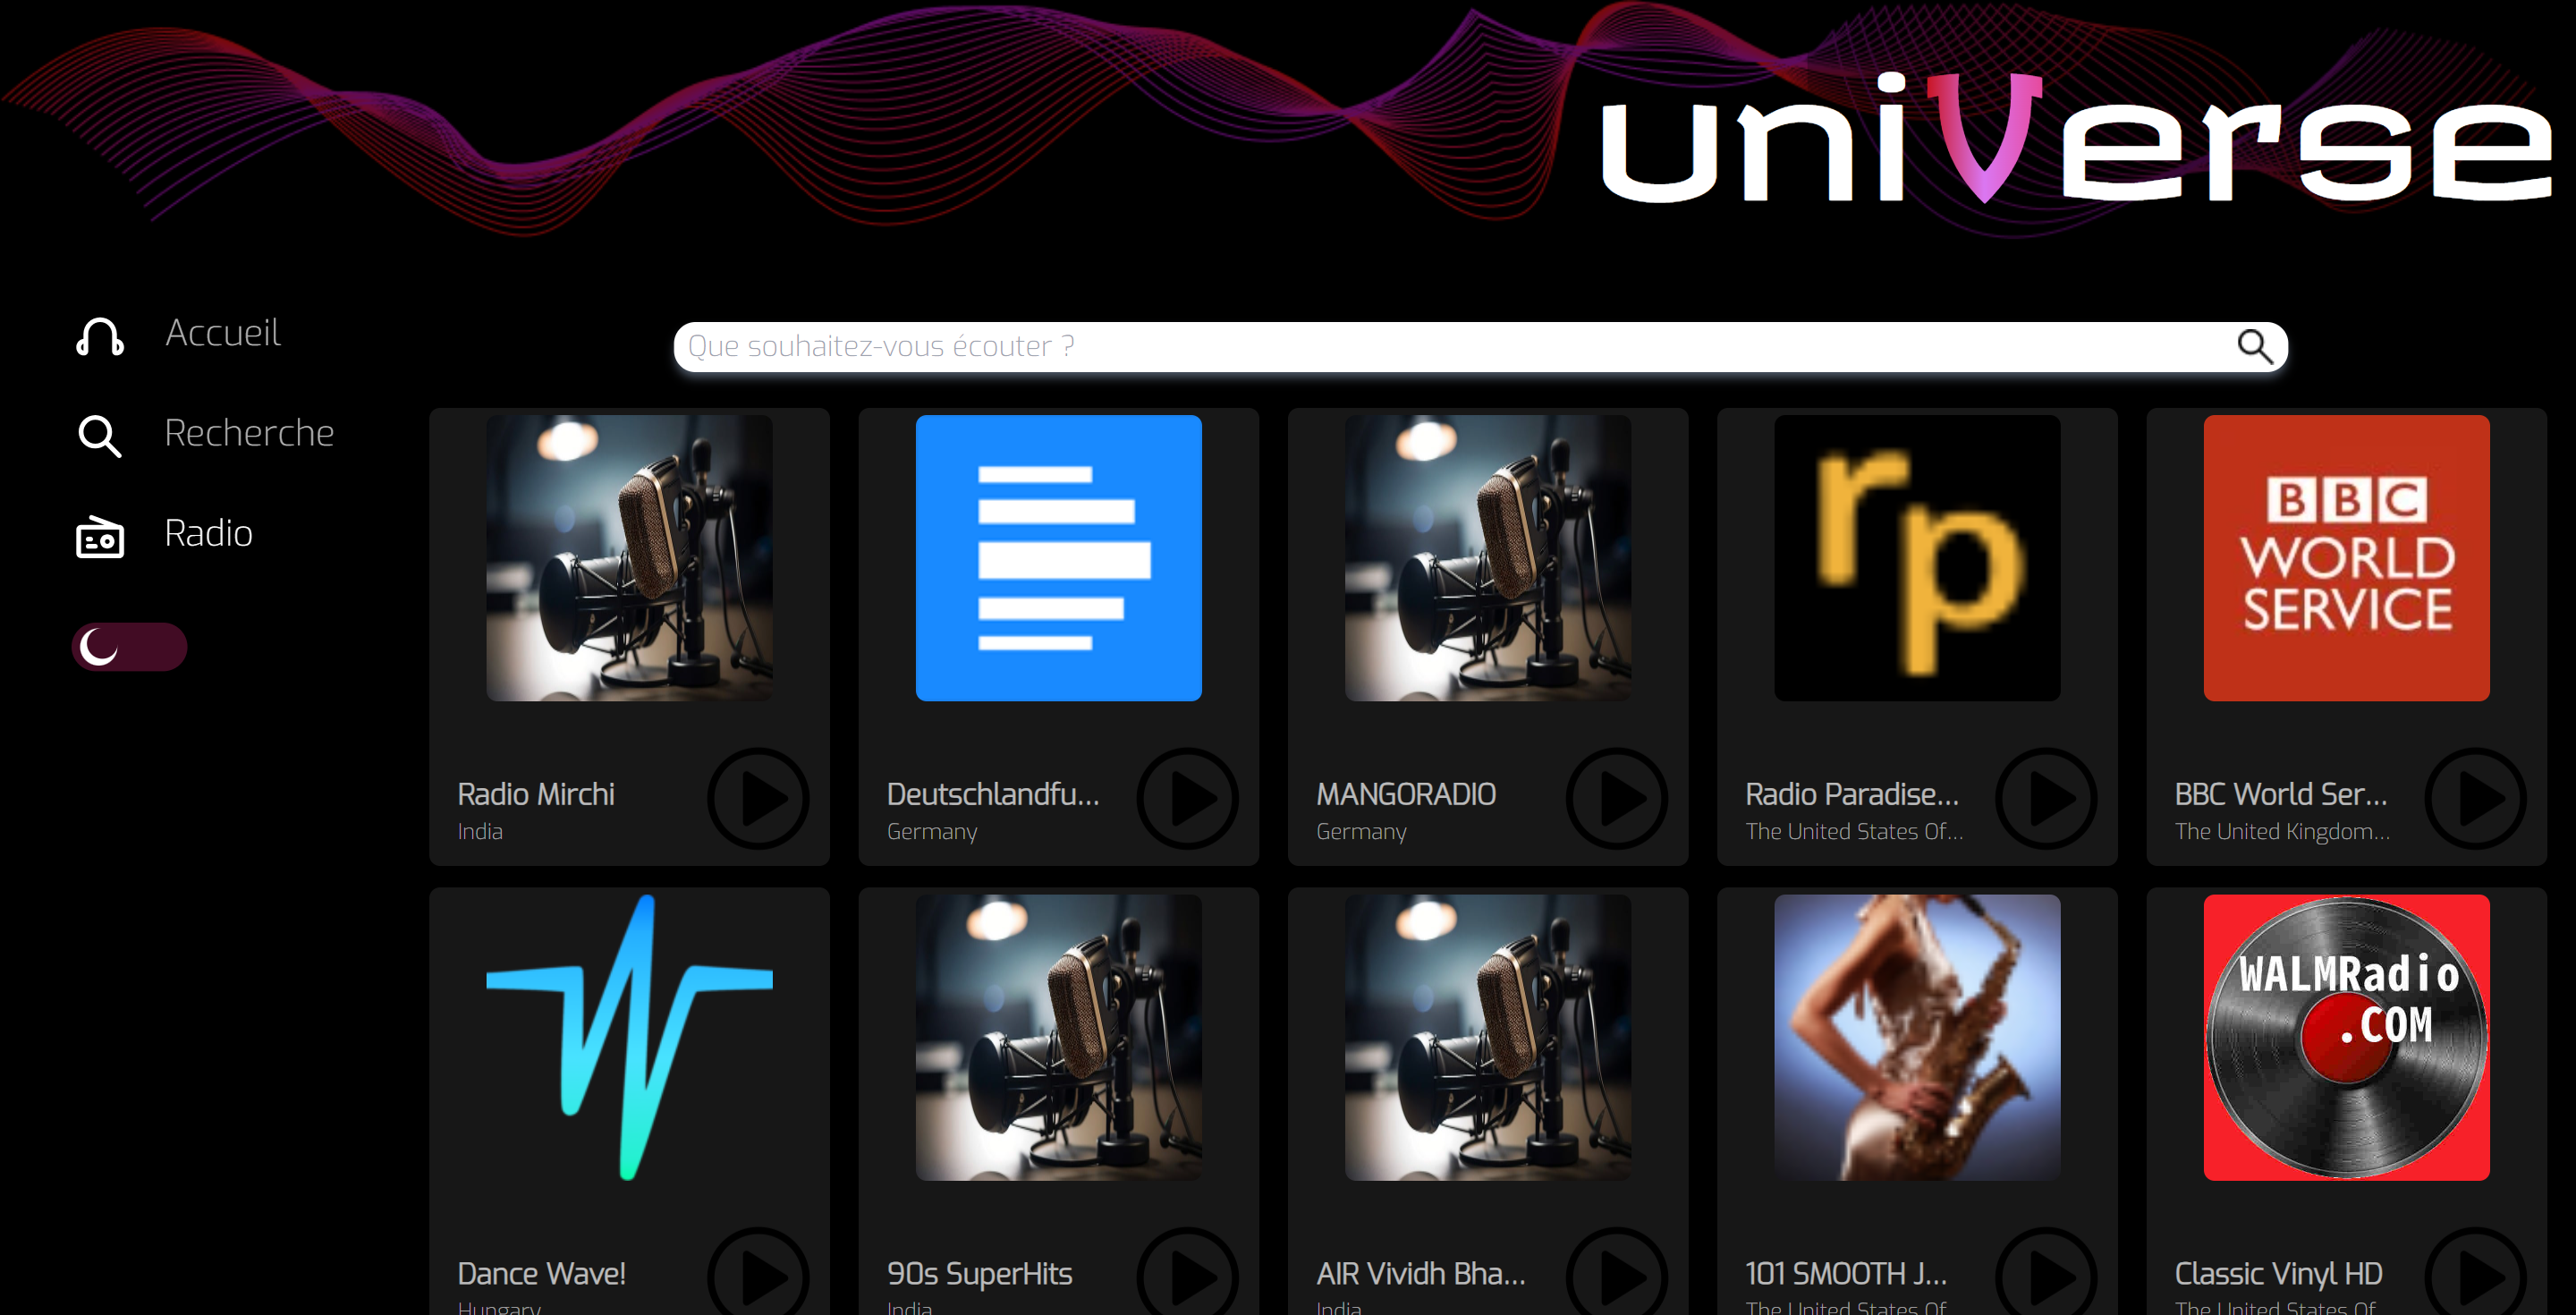 uniVerse
Accueil
Recherche
Radio
Que souhaitez-vous écouter ?
rp
BBC
WORLD
SERVICE
Radio Mirchi
India
Deutschlandfu...
Germany
MANGORADIO
Germany
Radio Paradise...
The United States Of...
BBC World Ser...
The United Kingdom...
WALMRadio
.COM
Dance Wave!
Hungary
90s SuperHits
India
AIR Vividh Bha...
India
101 SMOOTH J...
The United States Of
Classic Vinyl HD
The United States Of